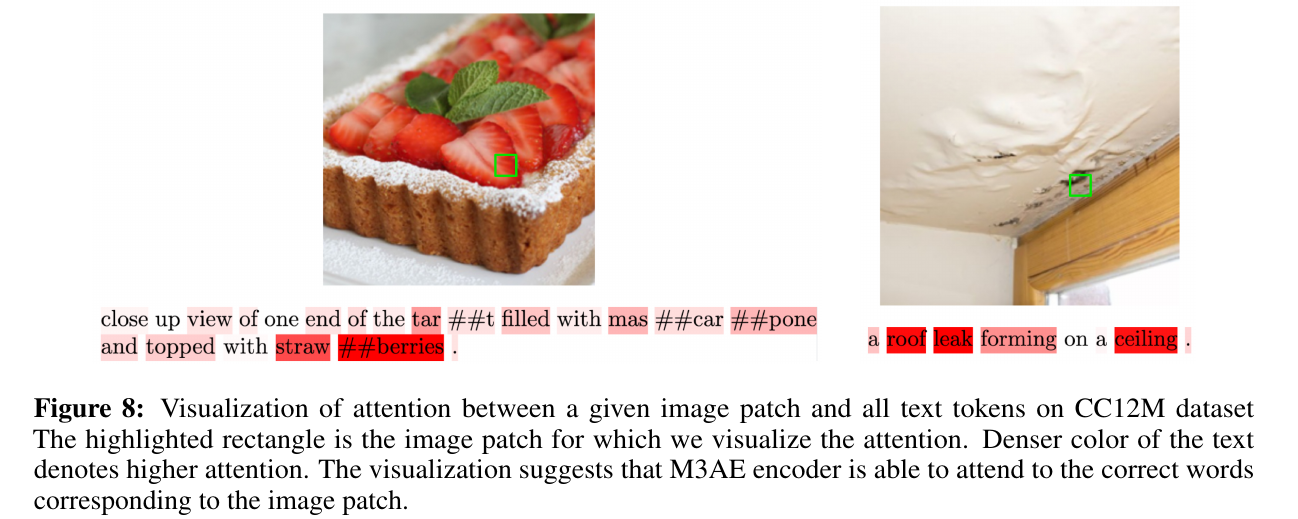 close up view of one end of the tar ##t filled with mas ##car ##pone
and topped with straw ##berries .
a roof leak forming on a ceiling .
Figure 8: Visualization of attention between a given image patch and all text tokens on CC12M dataset
The highlighted rectangle is the image patch for which we visualize the attention. Denser color of the text
denotes higher attention. The visualization suggests that M3AE encoder is able to attend to the correct words
corresponding to the image patch.